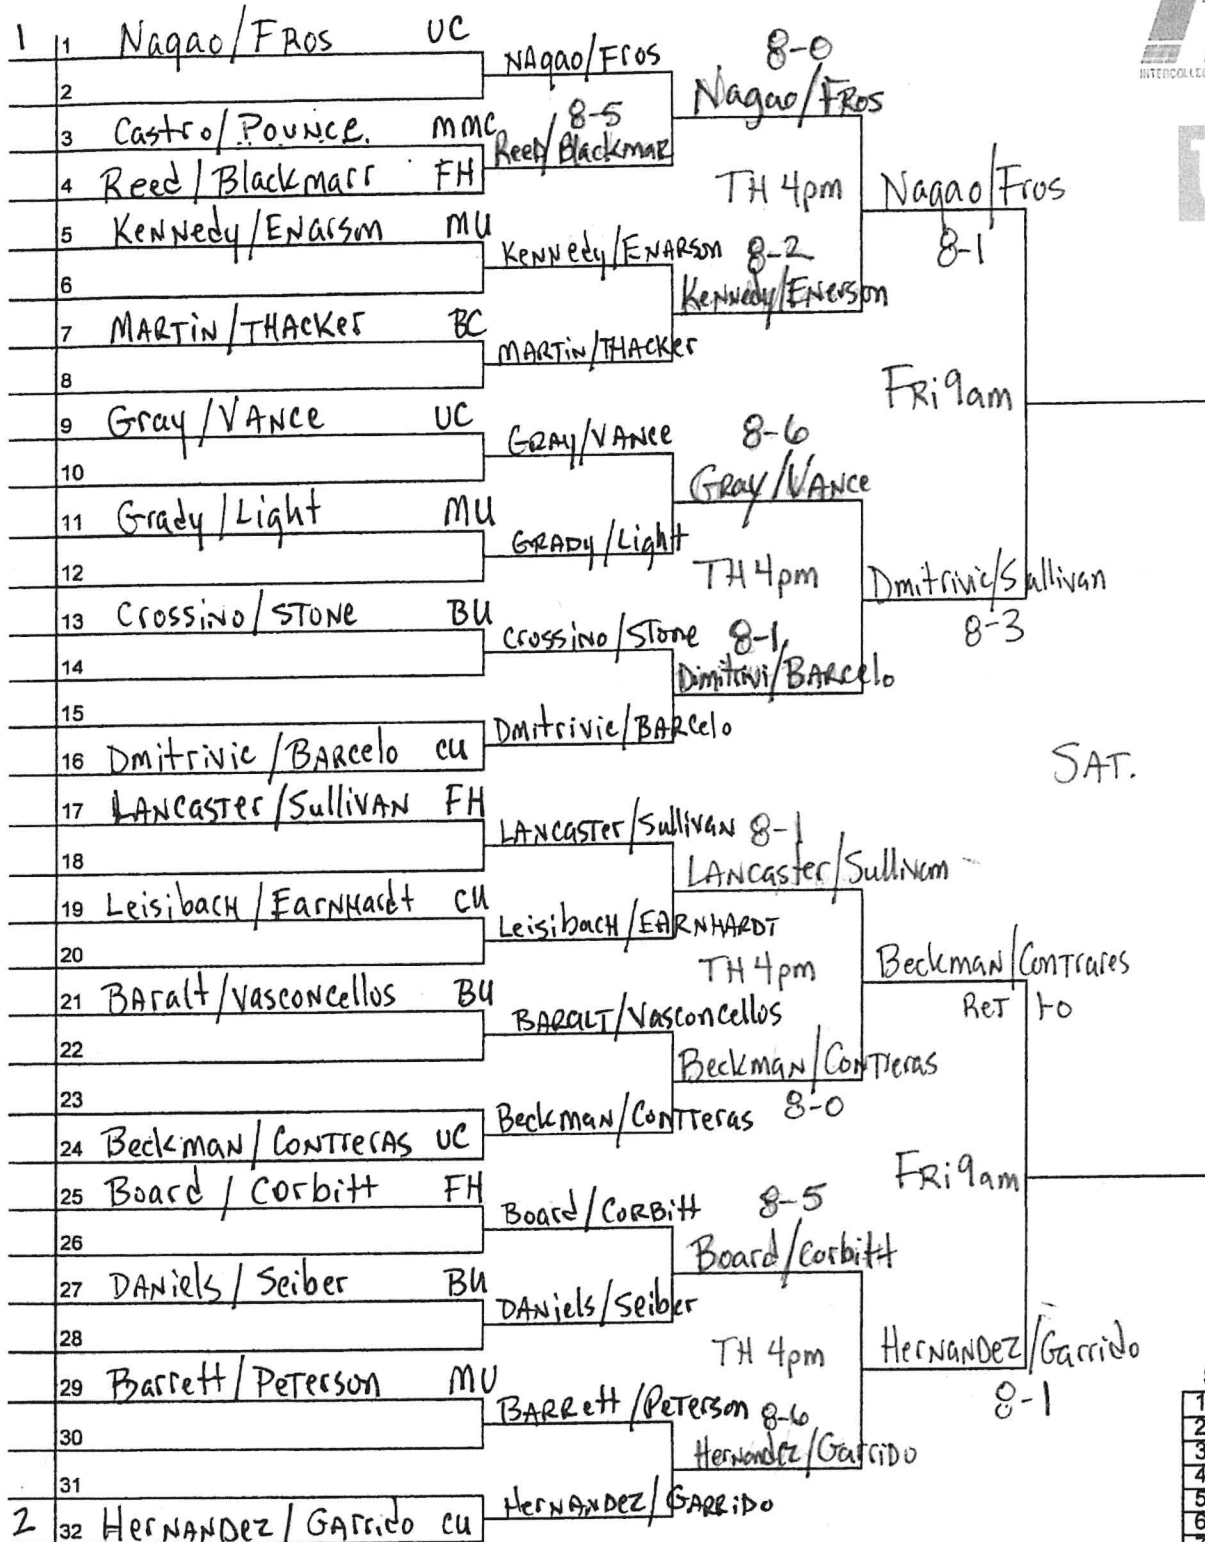 1 1 Nagao/FROS UC
2
3 Castro/POUNCE. MMC
4 Reed/Blackmarr FH
5 KENNedy/ENarson MU
6
7 MARTiN/THACKer BC
8
9 Gray/VANCE UC
10
11 Grady/Light MU
12
13 Crossino/STONE BU
14
15
16 Dmitrivic/BARcelo CU
17 LANCASTER/SulliVAN FH
18
19 LeisibacH/EarNHardt CU
20
21 BAralt/VASCONCellos BU
22
23
24 BeckmaN/CONTreras UC
25 Board/Corbitt FH
26
27 DANiels/Seiber BU
28
29 Barrett/PeTerson MU
30
31
2 32 HerNANDez/GArrido CU
NAgao/Fros
8-5
Reed/Blackmar
KeNNedy/ENARSON
MARTiN/THACKer
GRAY/VANCE
GRADY/Light
Crossino/STone
Dmitrivic/BARCelo
LANCASTER/SulliVAN
LeisibacH/EARNHARDT
BARALT/Vasconcellos
BeckmaN/CONTTeras
Board/CORBitt
DANiels/Seiber
BARRett/PeTerson
HerNANDEZ/GARRiDO
8-0
Nagao/FRos
TH 4pm
8-2
KeNNedy/ENerson
8-6
Gray/VANCE
TH 4pm
8-1
Dimitrivi/BARCelo
8-1
LANCaster/Sullivan
TH 4pm
Beckman/CONTreras
8-0
8-5
Board/Corbitt
TH 4pm
8-6
Hernandez/Garrido
Nagao/Fros
8-1
FRi 9am
Dmitrivic/Sullivan
8-3
SAT.
Beckman/CONTrares
ReT 1-0
FRi 9am
HerNANDEZ/Garrido
8-1
1
2
3
4
5
6